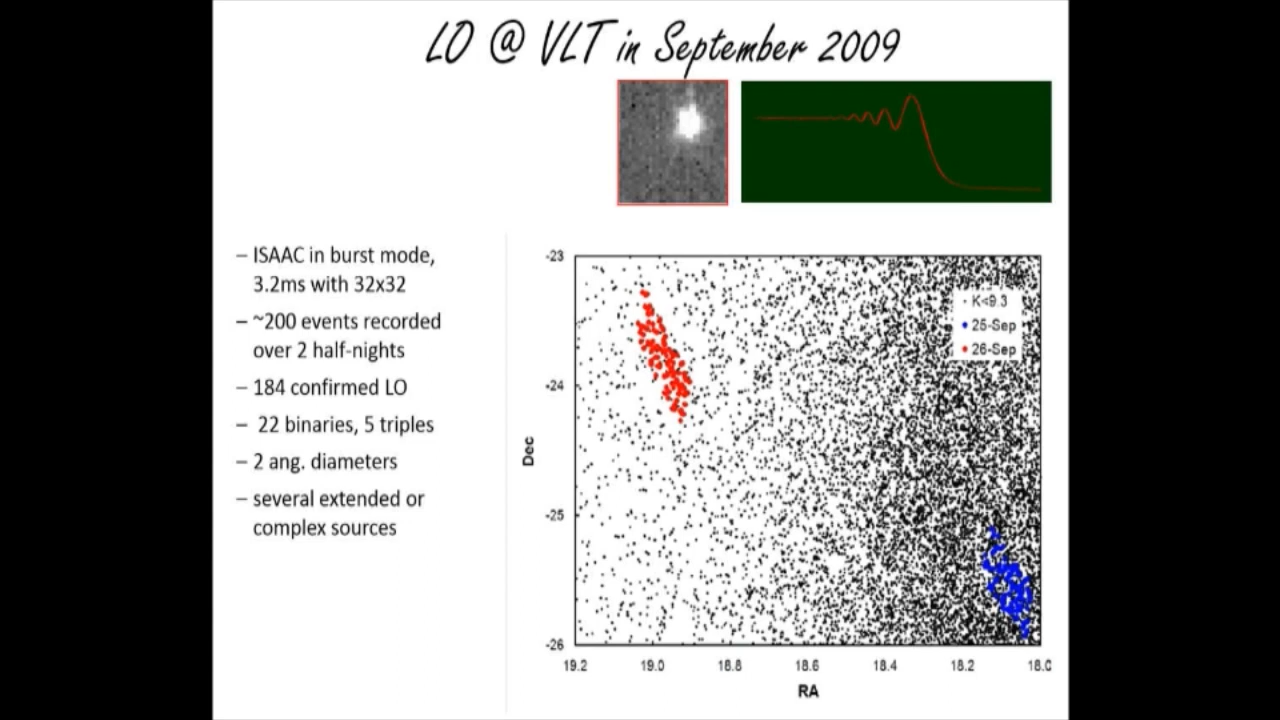 LO @ VLT in September 2009
– ISAAC in burst mode,
3.2ms with 32x32
– ~200 events recorded
over 2 half-nights
– 184 confirmed LO
– 22 binaries, 5 triples
– 2 ang. diameters
– several extended or
complex sources
-23
-24
-25
-26
Dec
K<9.3
25-Sep
26-Sep
19.2 19.0 18.8 18.6 18.4 18.2 18.0
RA